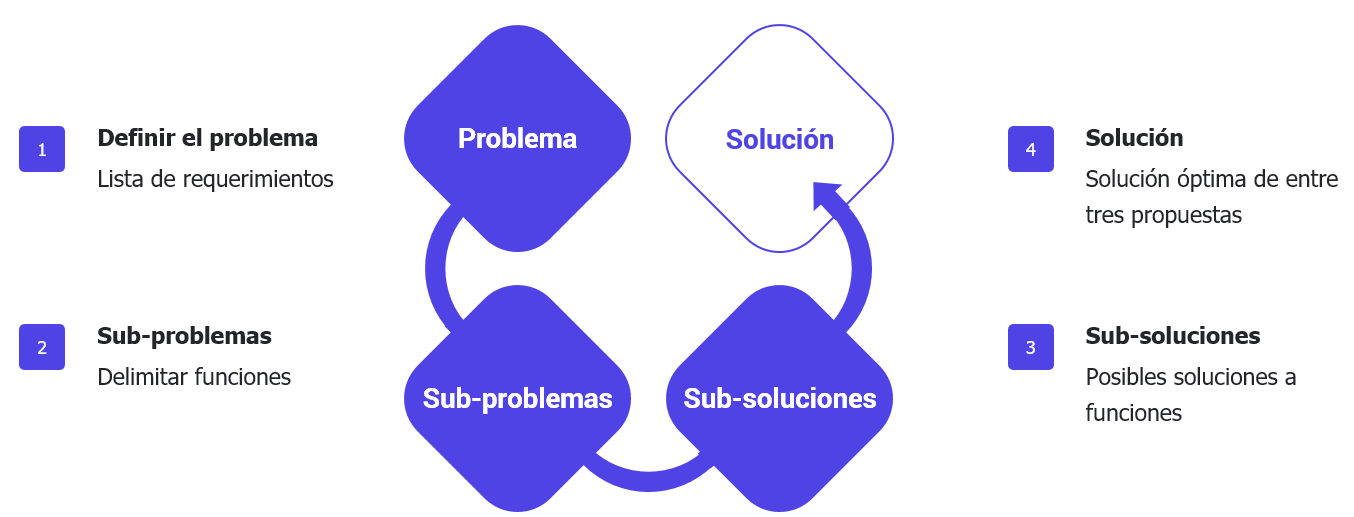 1
Definir el problema
Lista de requerimientos
2
Sub-problemas
Delimitar funciones
Problema
Solución
Sub-problemas
Sub-soluciones
4
Solución
Solución óptima de entre
tres propuestas
3
Sub-soluciones
Posibles soluciones a
funciones